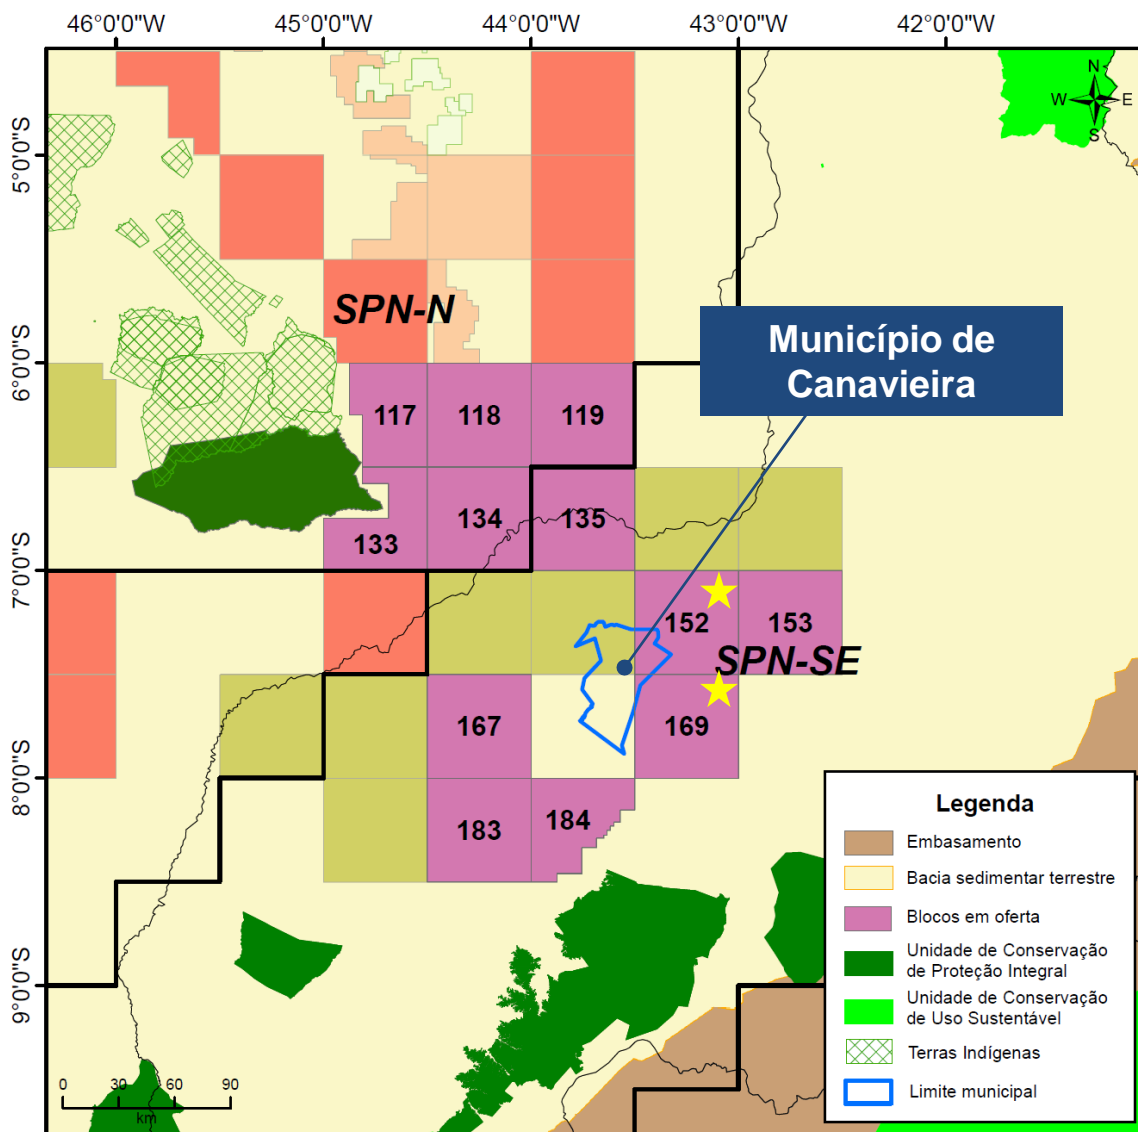 46°0'0"W
45°0'0"W
44°0'0"W
43°0'0"W
42°0'0"W
N
W
E
S
5°0'0"S
6°0'0"S
7°0'0"S
8°0'0"S
9°0'0"S
SPN-N
Município de
Canavieira
117
118
119
134
135
133
152
153
SPN-SE
167
169
183
184
Legenda
Embasamento
Bacia sedimentar terrestre
Blocos em oferta
Unidade de Conservação
de Proteção Integral
Unidade de Conservação
de Uso Sustentável
Terras Indígenas
Limite municipal
0 30 60 90
km